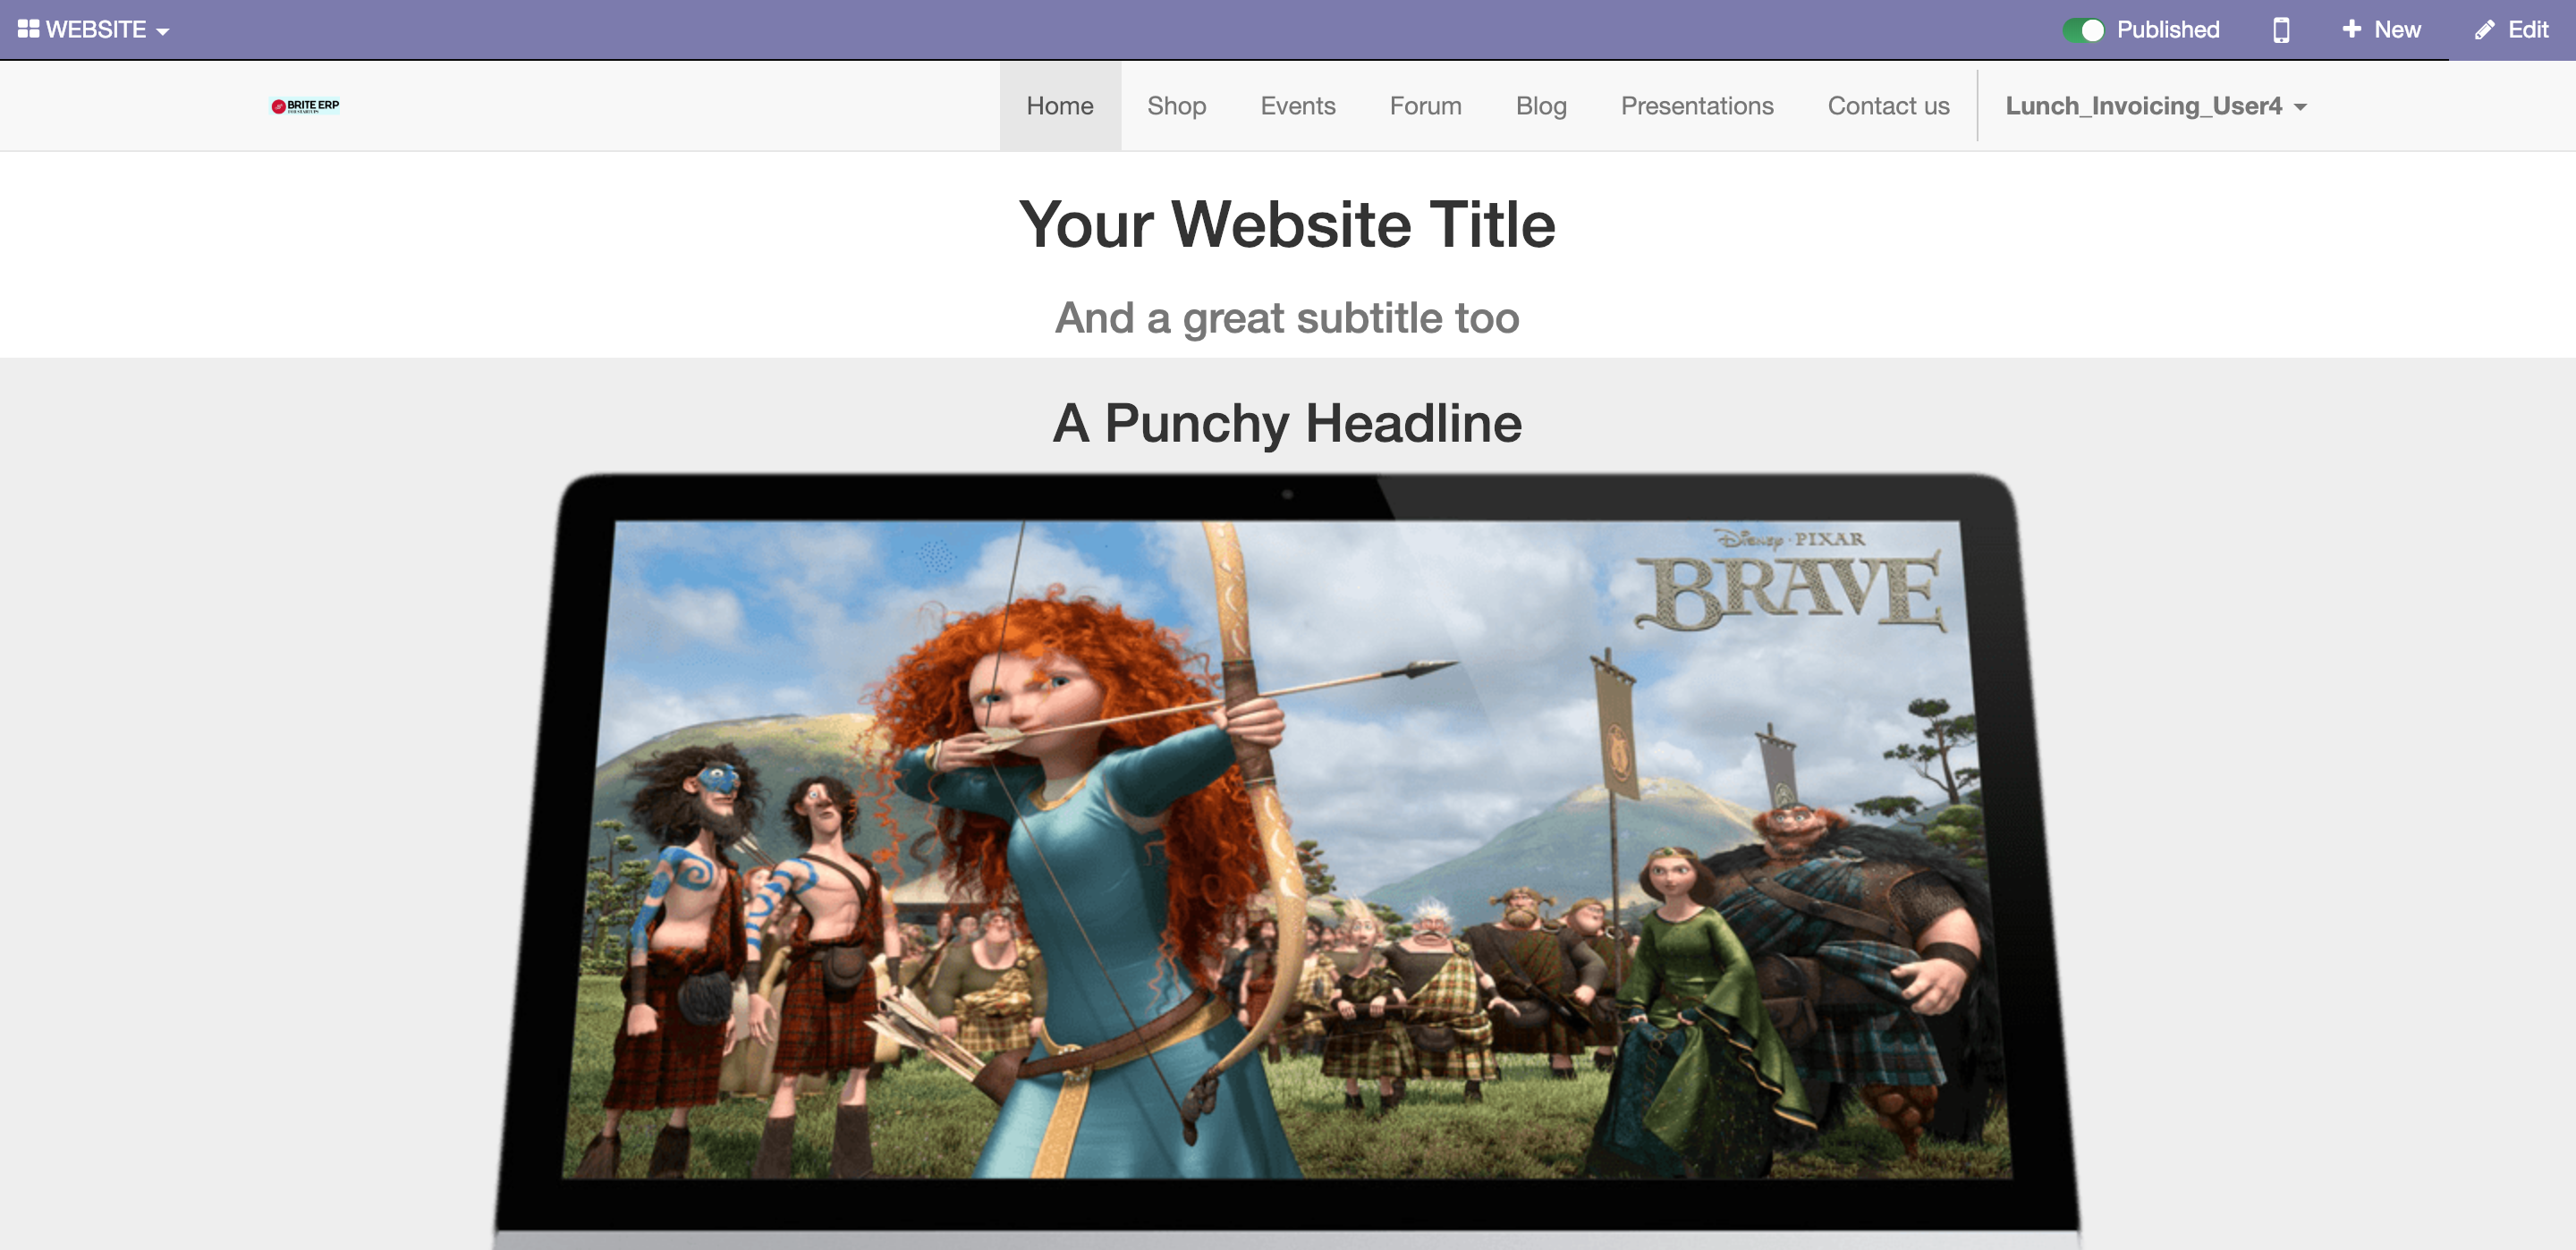 WEBSITE
Published
New
Edit
BRITE ERP
Home
Shop
Events
Forum
Blog
Presentations
Contact us
Lunch_Invoicing_User4
Your Website Title
And a great subtitle too
A Punchy Headline
Disney · PIXAR
BRAVE